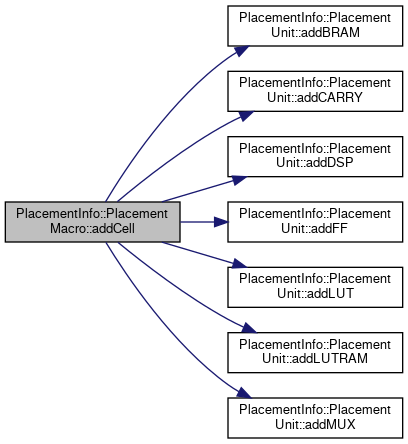 PlacementInfo::Placement
Macro::addCell
PlacementInfo::Placement
Unit::addBRAM
PlacementInfo::Placement
Unit::addCARRY
PlacementInfo::Placement
Unit::addDSP
PlacementInfo::Placement
Unit::addFF
PlacementInfo::Placement
Unit::addLUT
PlacementInfo::Placement
Unit::addLUTRAM
PlacementInfo::Placement
Unit::addMUX